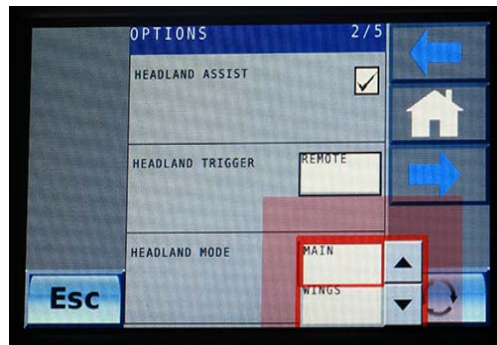 OPTIONS 2/5
HEADLAND ASSIST
HEADLAND TRIGGER REMOTE
HEADLAND MODE MAIN
WINGS
Esc